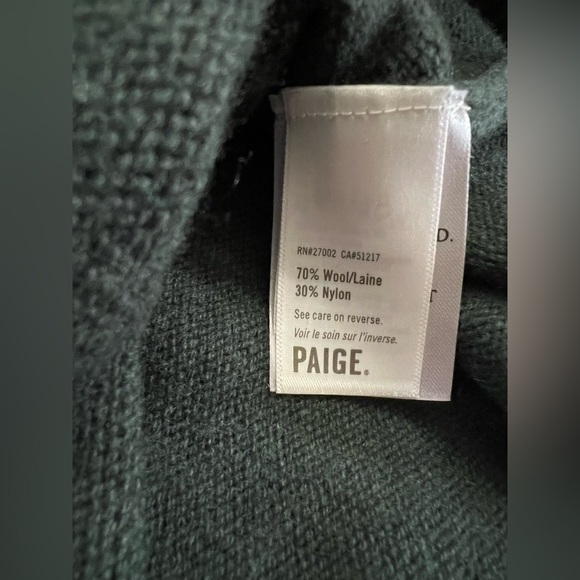 RN#27002 CA#51217
70% Wool/Laine
30% Nylon
See care on reverse.
Voir le soin sur l'inverse.
PAIGE.
D.
T